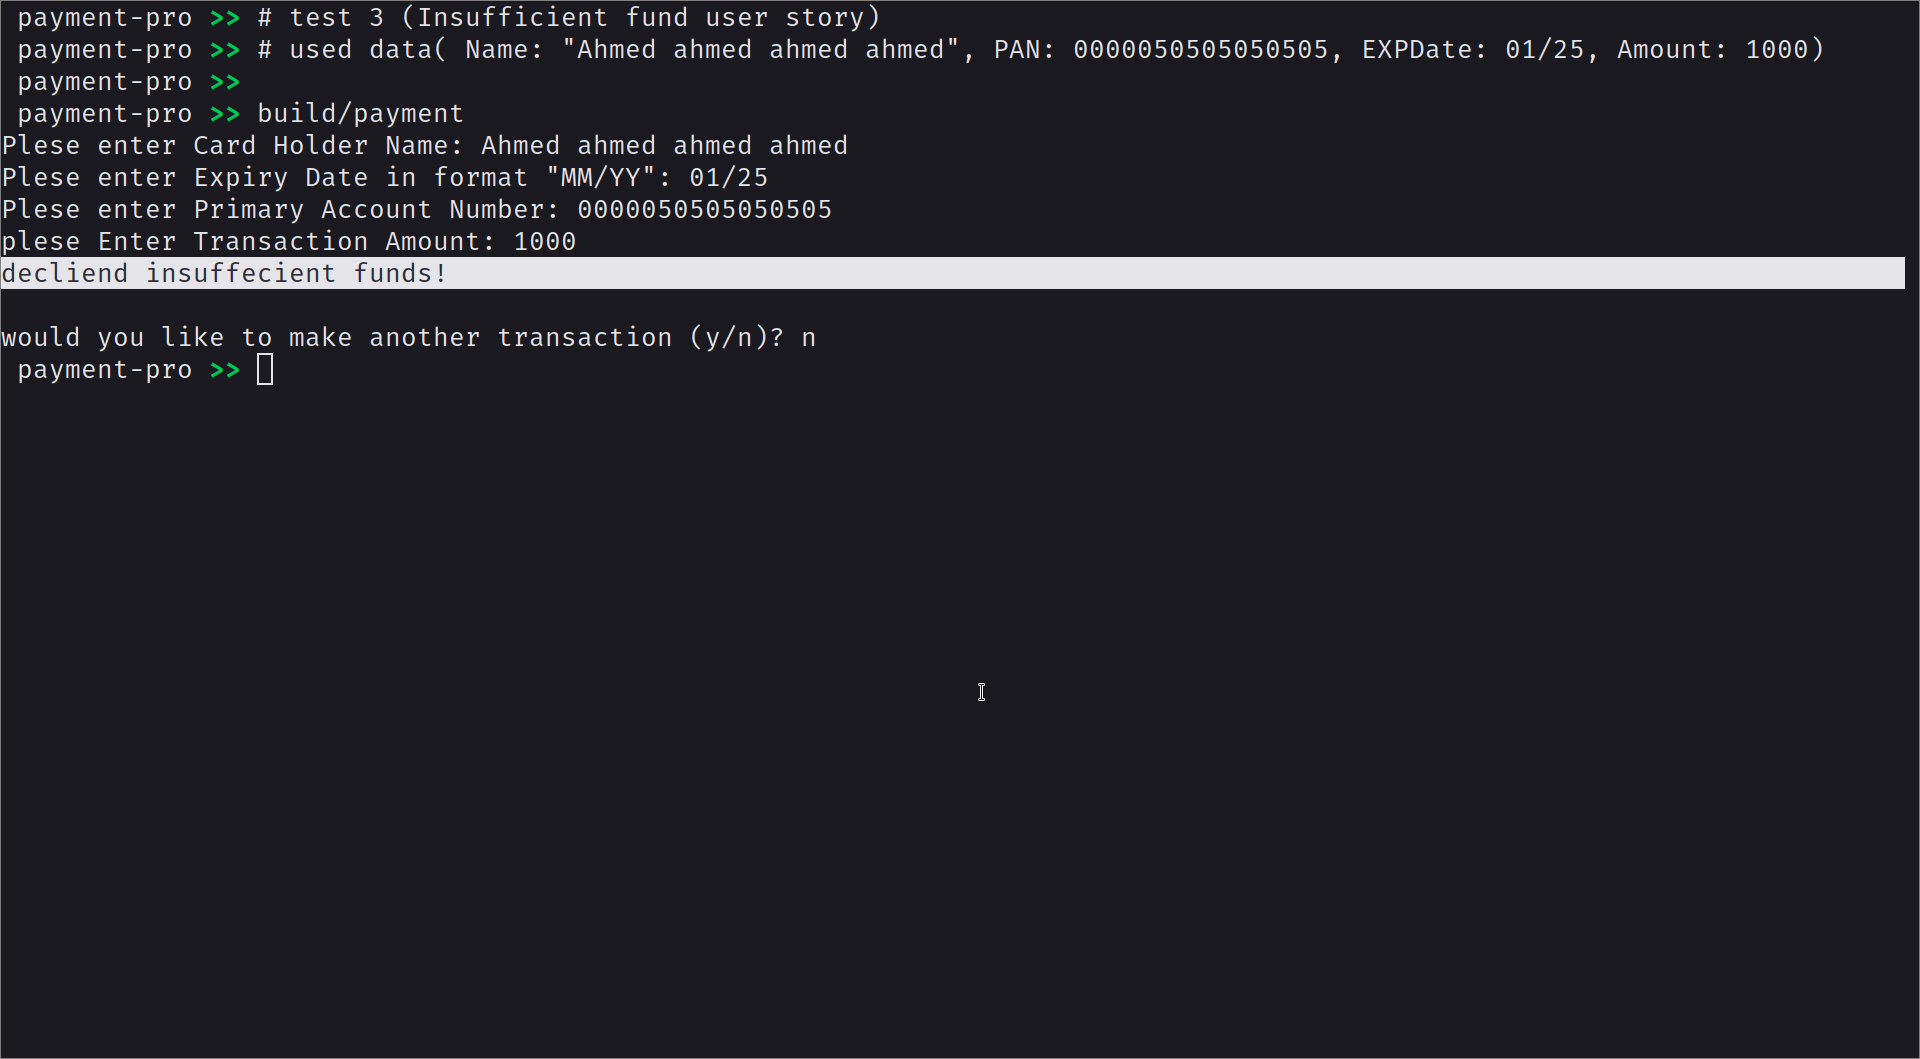 payment-pro >> # test 3 (Insufficient fund user story)
payment-pro >> # used data( Name: "Ahmed ahmed ahmed ahmed", PAN: 0000050505050505, EXPDate: 01/25, Amount: 1000)
payment-pro >>
payment-pro >> build/payment
Plese enter Card Holder Name: Ahmed ahmed ahmed ahmed
Plese enter Expiry Date in format "MM/YY": 01/25
Plese enter Primary Account Number: 0000050505050505
plese Enter Transaction Amount: 1000
decliend insuffecient funds!
would you like to make another transaction (y/n)? n
payment-pro >>